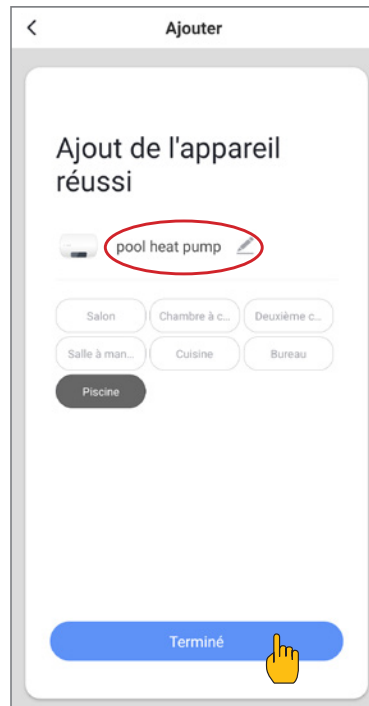 Ajouter
Ajout de l'appareil
réussi
pool heat pump
Salon Chambre à c... Deuxième c...
Salle à man... Cuisine Bureau
Piscine
Terminé